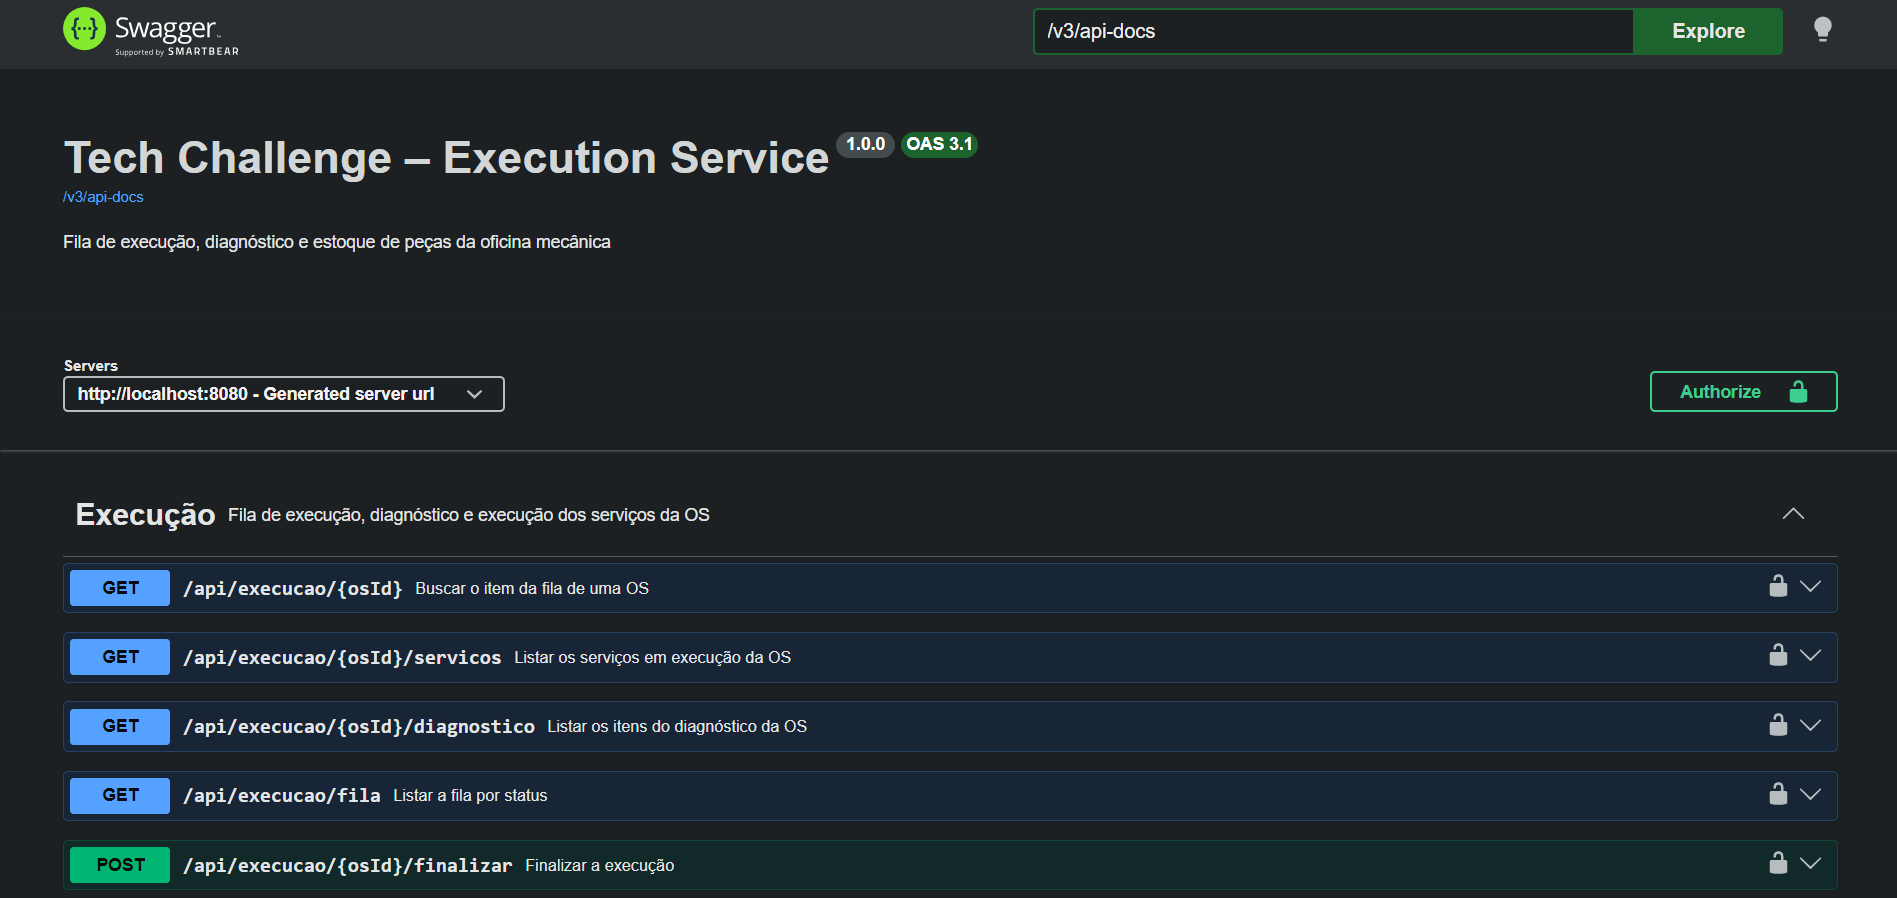 {···} Swagger™
Supported by SMARTBEAR
/v3/api-docs Explore
Tech Challenge – Execution Service 1.0.0 OAS 3.1
/v3/api-docs
Fila de execução, diagnóstico e estoque de peças da oficina mecânica
Servers
http://localhost:8080 - Generated server url
Authorize
Execução Fila de execução, diagnóstico e execução dos serviços da OS
GET /api/execucao/{osId} Buscar o item da fila de uma OS
GET /api/execucao/{osId}/servicos Listar os serviços em execução da OS
GET /api/execucao/{osId}/diagnostico Listar os itens do diagnóstico da OS
GET /api/execucao/fila Listar a fila por status
POST /api/execucao/{osId}/finalizar Finalizar a execução